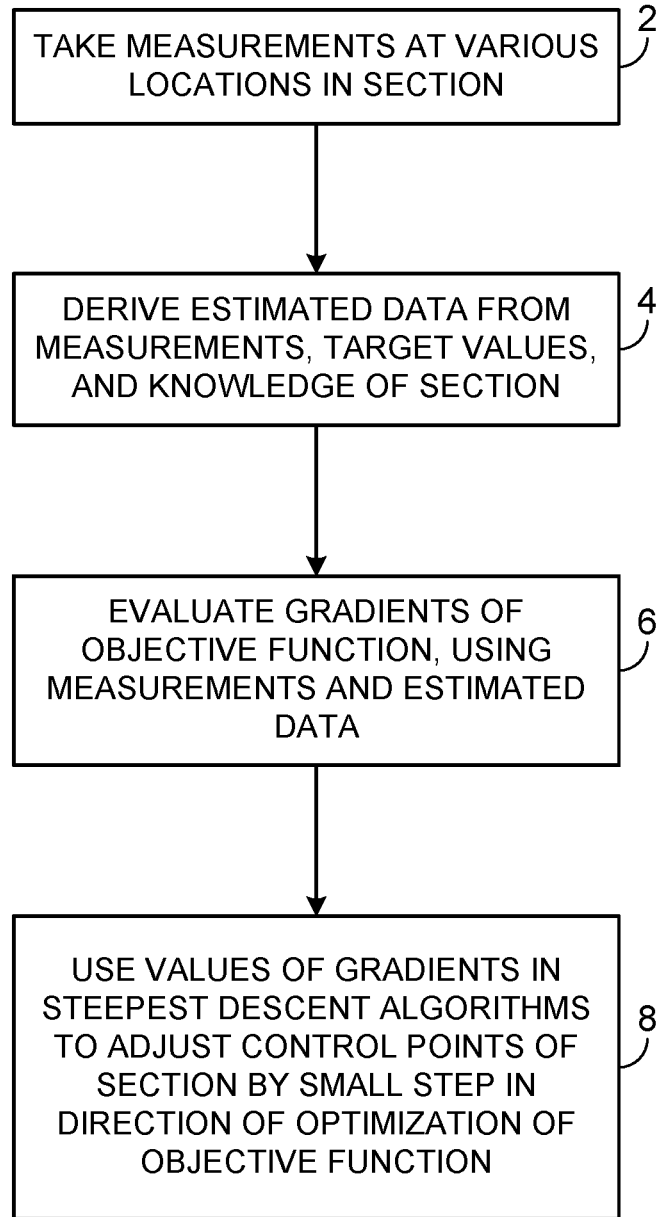 2
TAKE MEASUREMENTS AT VARIOUS
LOCATIONS IN SECTION
4
DERIVE ESTIMATED DATA FROM
MEASUREMENTS, TARGET VALUES,
AND KNOWLEDGE OF SECTION
6
EVALUATE GRADIENTS OF
OBJECTIVE FUNCTION, USING
MEASUREMENTS AND ESTIMATED
DATA
8
USE VALUES OF GRADIENTS IN
STEEPEST DESCENT ALGORITHMS
TO ADJUST CONTROL POINTS OF
SECTION BY SMALL STEP IN
DIRECTION OF OPTIMIZATION OF
OBJECTIVE FUNCTION